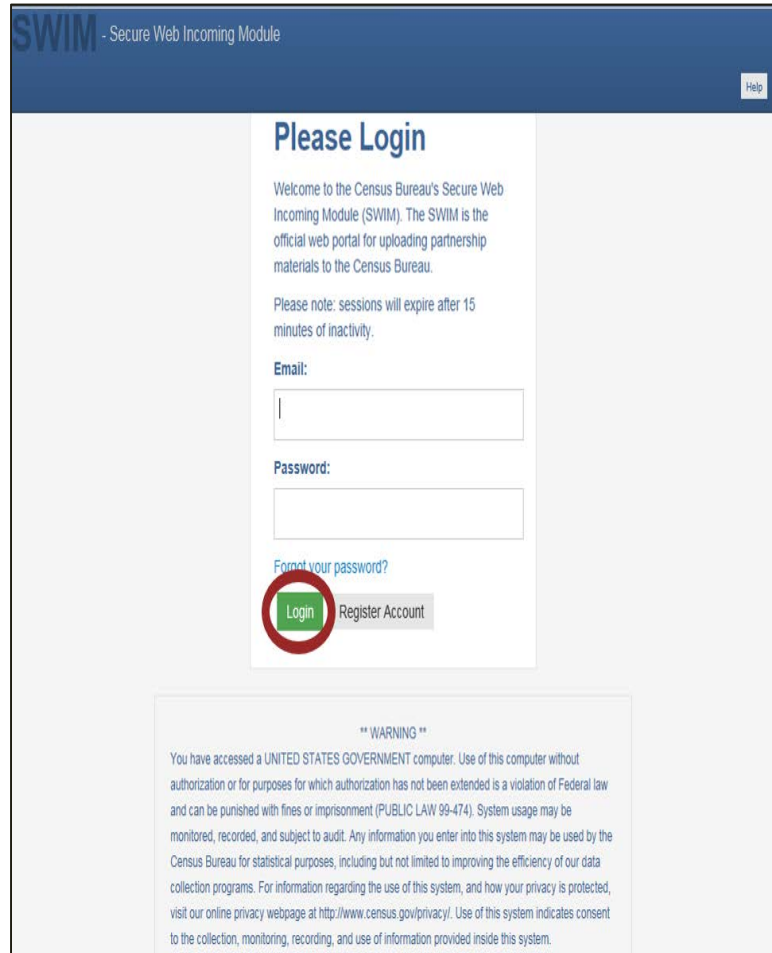 SWIM - Secure Web Incoming Module
Help
Please Login
Welcome to the Census Bureau's Secure Web
Incoming Module (SWIM). The SWIM is the
official web portal for uploading partnership
materials to the Census Bureau.
Please note: sessions will expire after 15
minutes of inactivity.
Email:
Password:
Forgot your password?
Login Register Account
** WARNING **
You have accessed a UNITED STATES GOVERNMENT computer. Use of this computer without
authorization or for purposes for which authorization has not been extended is a violation of Federal law
and can be punished with fines or imprisonment (PUBLIC LAW 99-474). System usage may be
monitored, recorded, and subject to audit. Any information you enter into this system may be used by the
Census Bureau for statistical purposes, including but not limited to improving the efficiency of our data
collection programs. For information regarding the use of this system, and how your privacy is protected,
visit our online privacy webpage at http://www.census.gov/privacy/. Use of this system indicates consent
to the collection, monitoring, recording, and use of information provided inside this system.